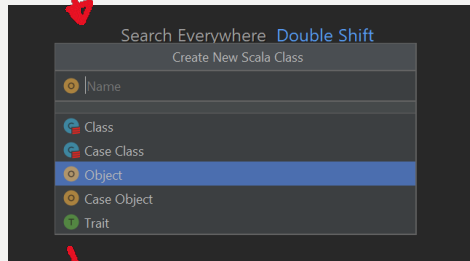 Search Everywhere Double Shift
Create New Scala Class
Name
Class
Case Class
Object
Case Object
Trait